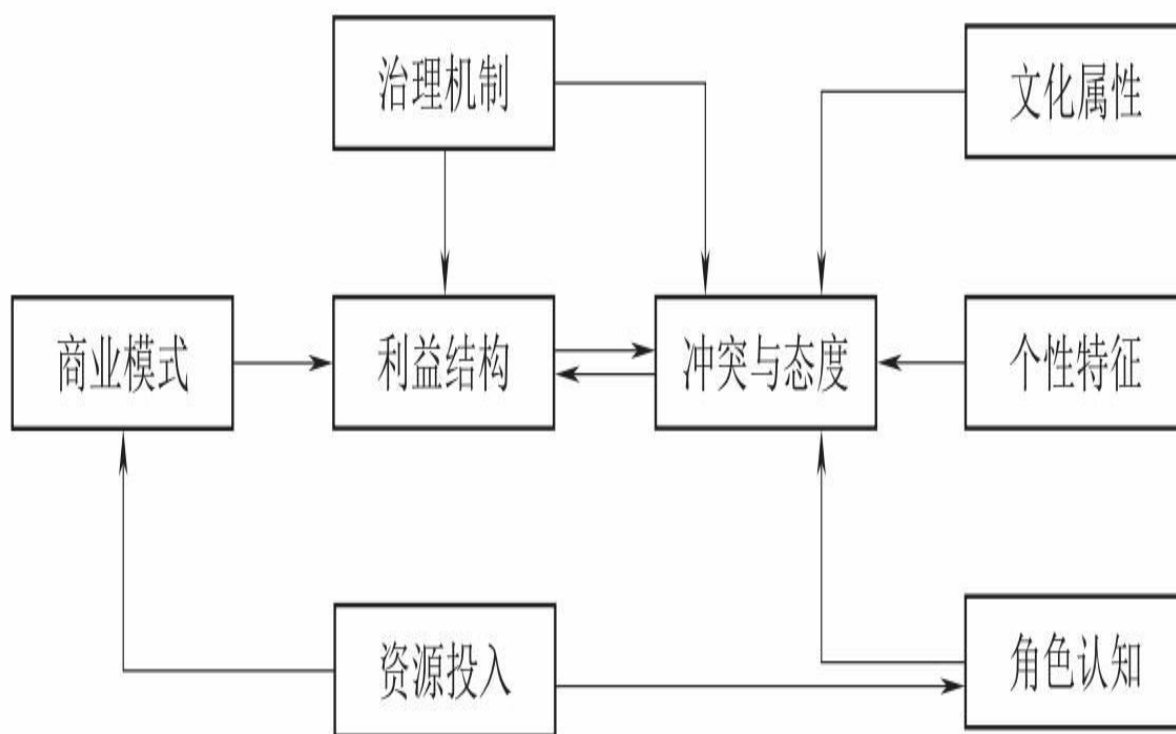 治理机制
文化属性
商业模式
利益结构
冲突与态度
个性特征
资源投入
角色认知